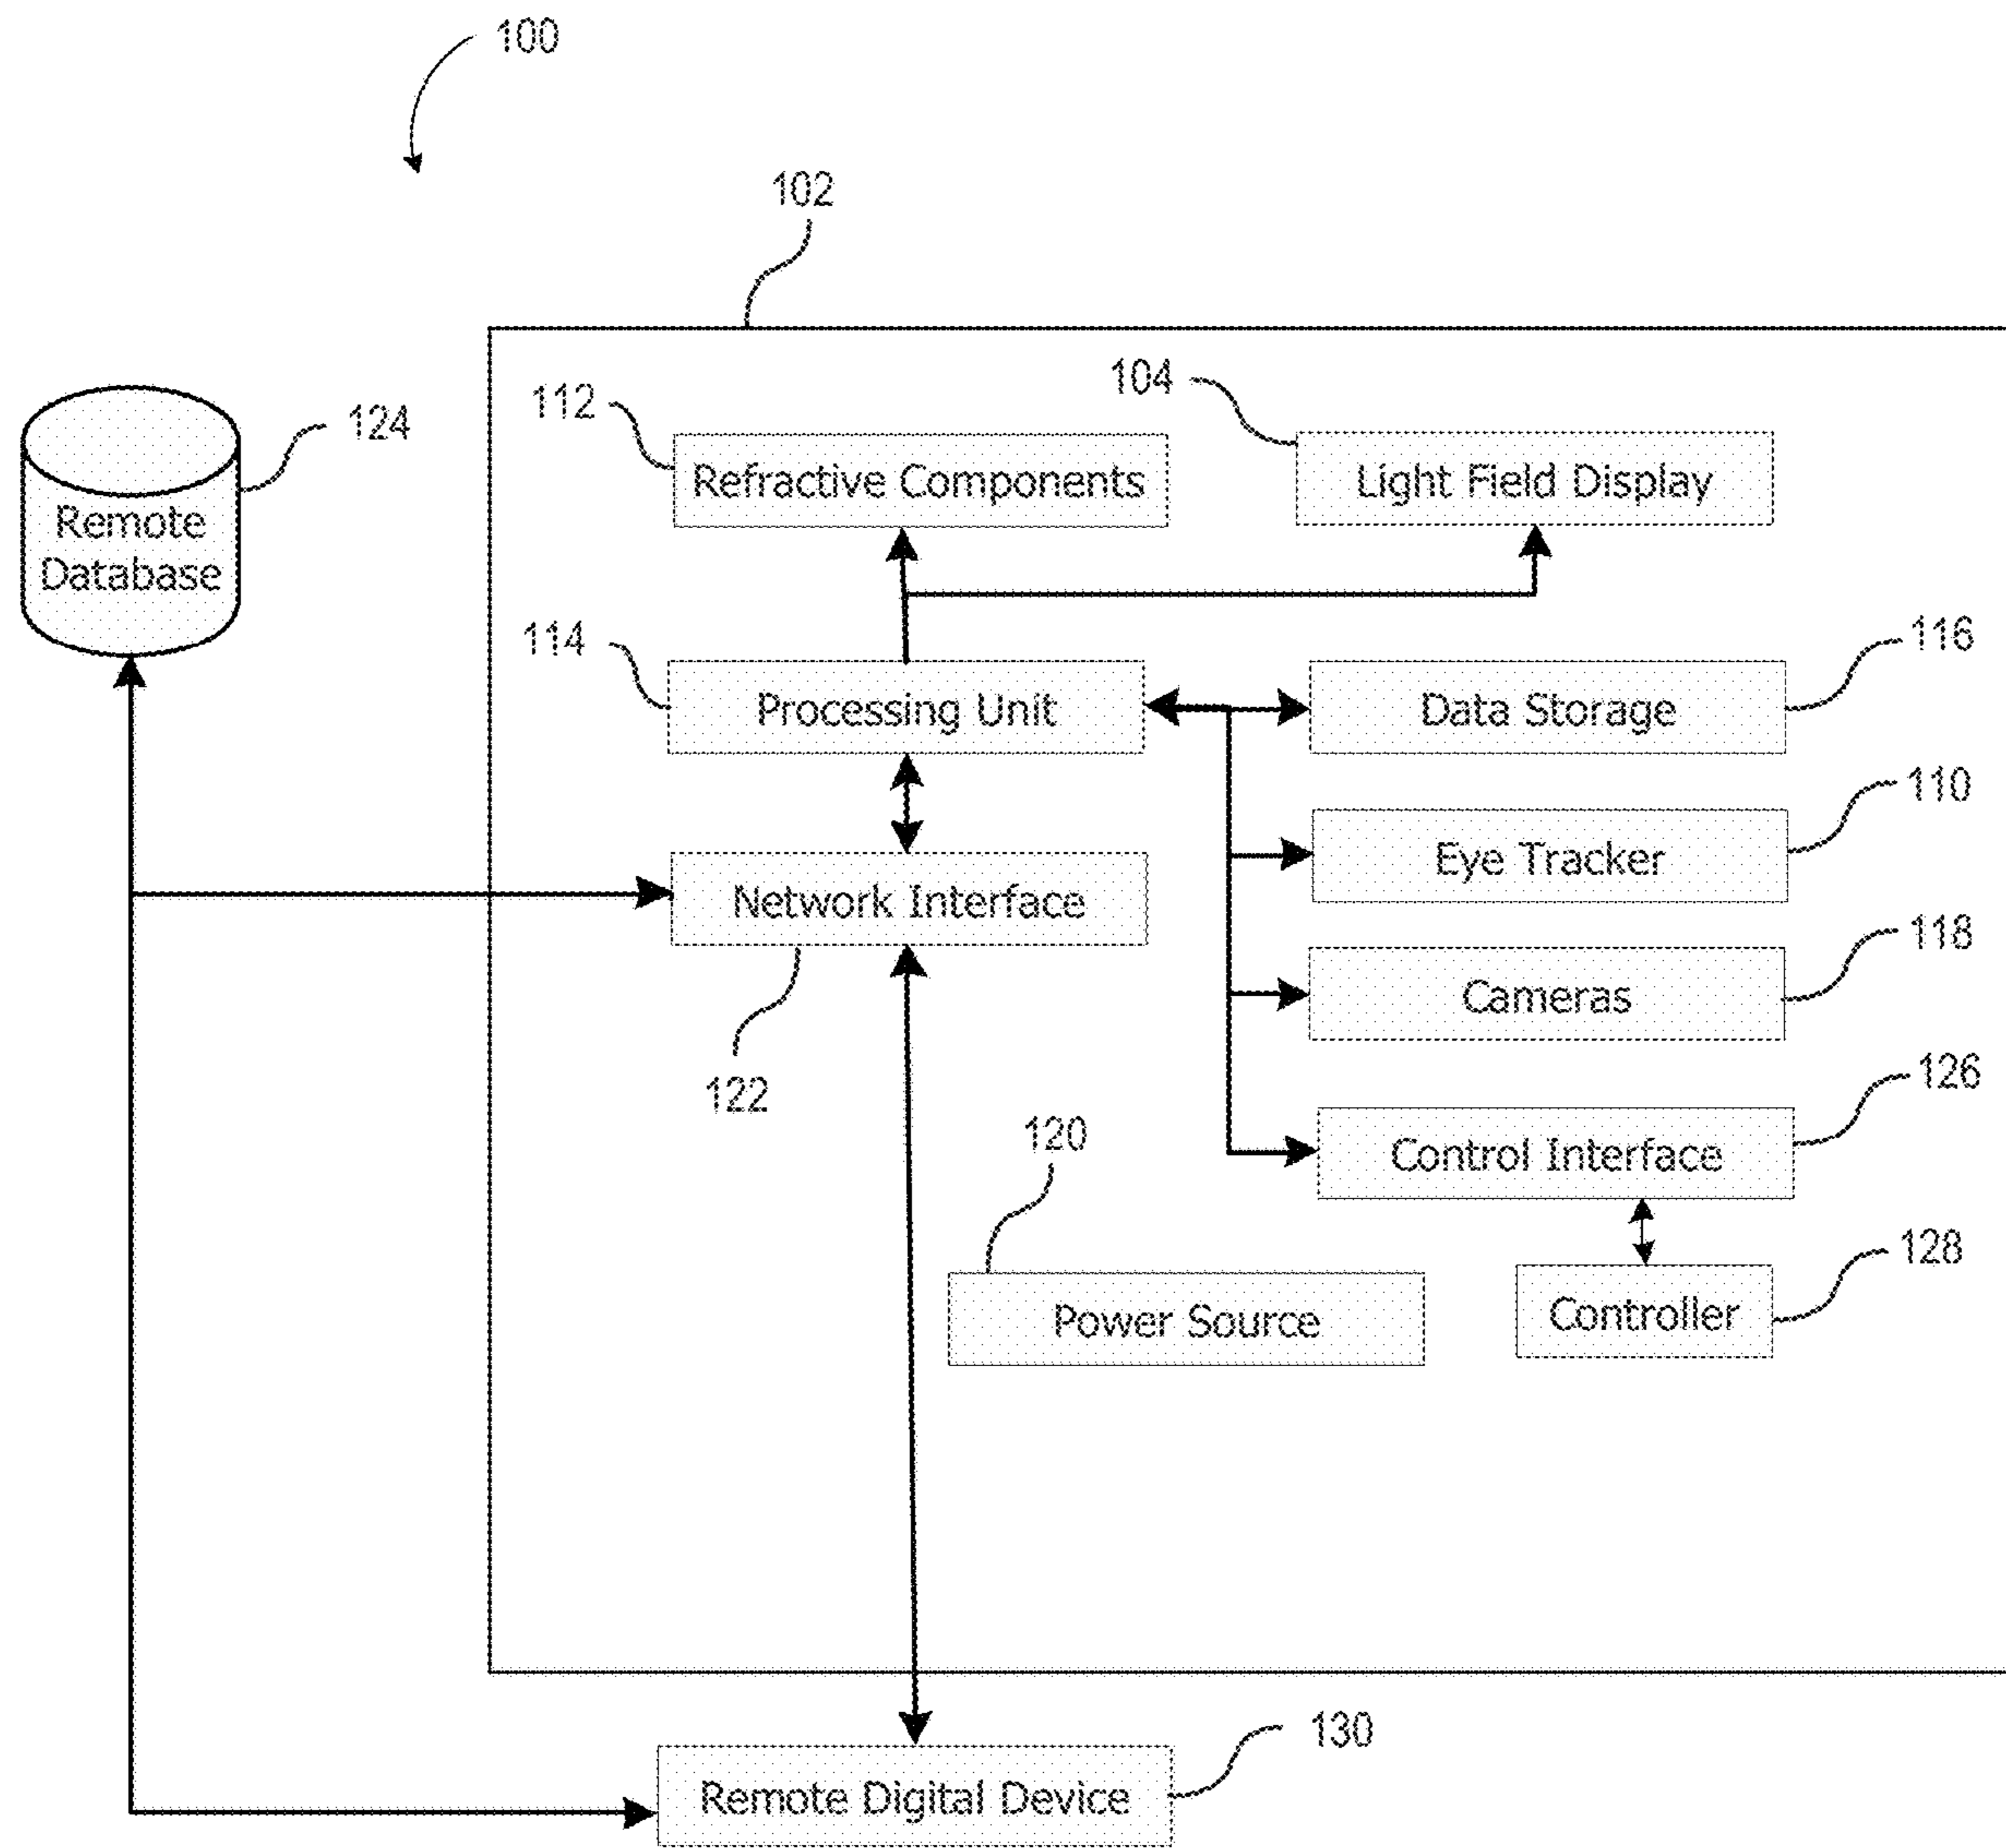 100
102
112
104
124
Refractive Components
Light Field Display
Remote
Database
114
116
Processing Unit
Data Storage
110
Eye Tracker
Network Interface
118
Cameras
122
126
120
Control Interface
128
Power Source
Controller
130
Remote Digital Device